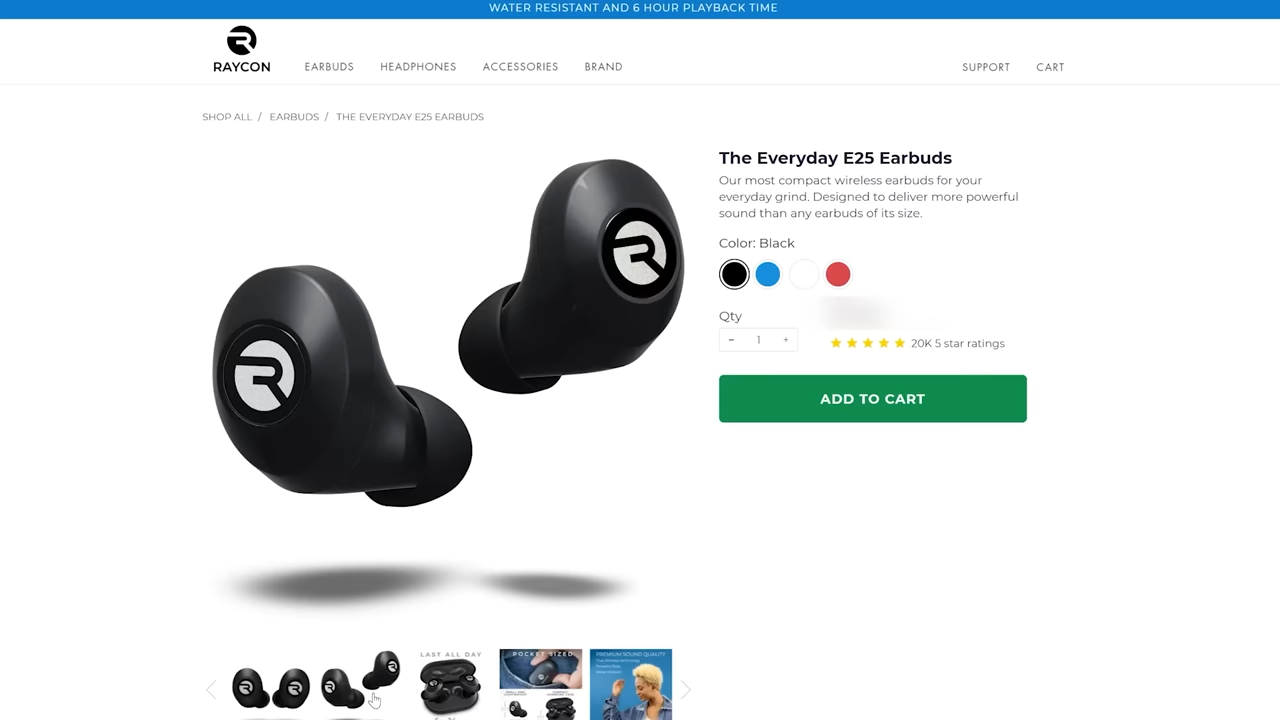 WATER RESISTANT AND 6 HOUR PLAYBACK TIME
RAYCON
EARBUDS
HEADPHONES
ACCESSORIES
BRAND
SUPPORT
CART
SHOP ALL / EARBUDS / THE EVERYDAY E25 EARBUDS
The Everyday E25 Earbuds
Our most compact wireless earbuds for your
everyday grind. Designed to deliver more powerful
sound than any earbuds of its size.
Color: Black
Qty
- 1 +
20K 5 star ratings
ADD TO CART
LAST ALL DAY
POCKET SIZED
PREMIUM SOUND QUALITY